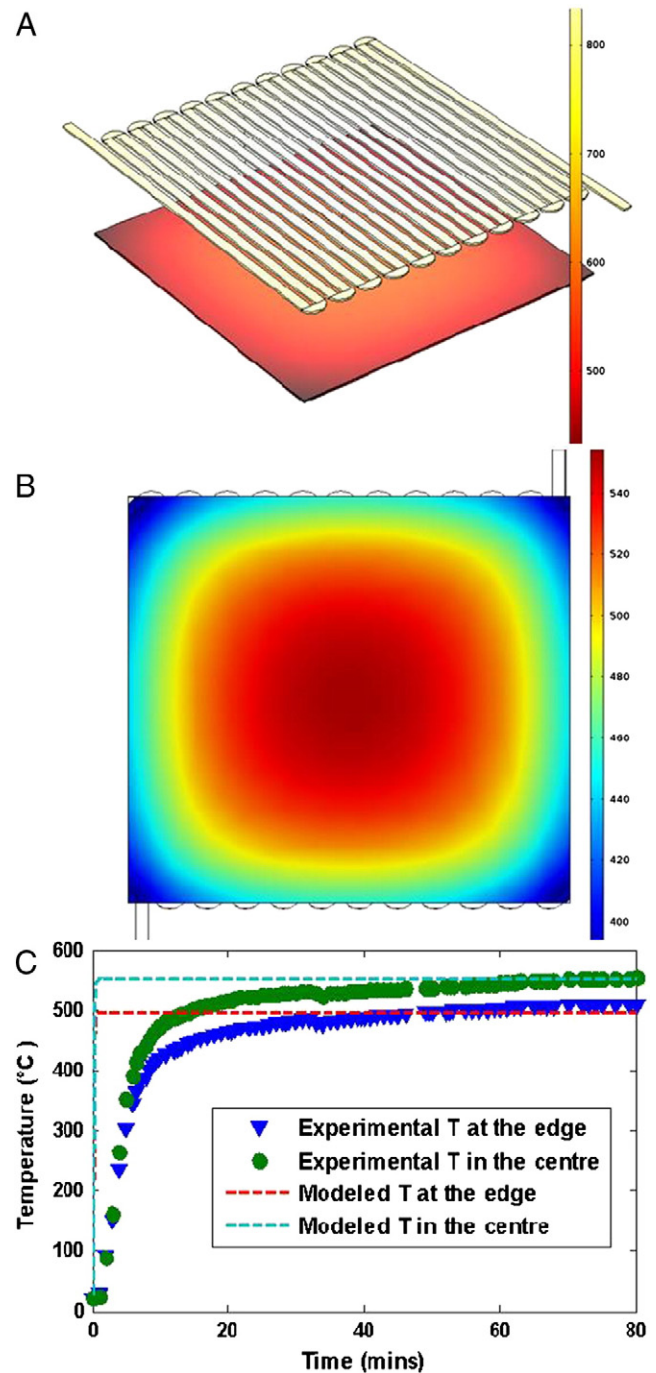 A
800
700
600
500
B
540
520
500
480
460
440
420
400
C
600
500
400
300
200
100
0
Temperature (°C)
Experimental T at the edge
Experimental T in the centre
Modeled T at the edge
Modeled T in the centre
0
20
40
60
80
Time (mins)